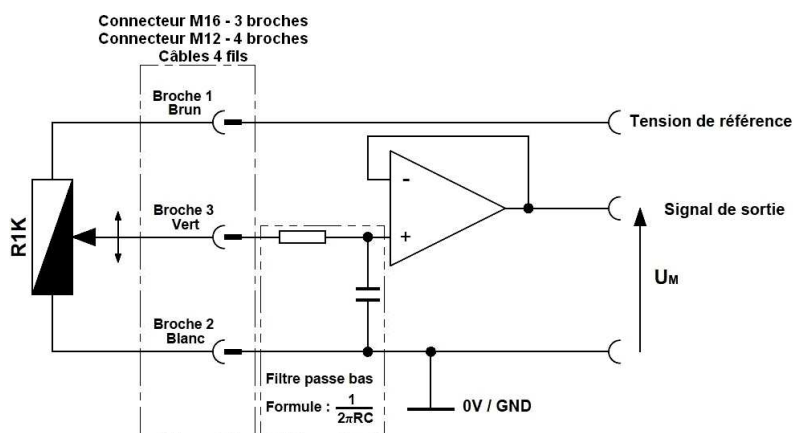 Connecteur M16 - 3 broches
Connecteur M12 - 4 broches
Câbles 4 fils
Broche 1
Brun
Tension de référence
-
Broche 3
Vert
+
Signal de sortie
R1K
UM
Broche 2
Blanc
Filtre passe bas
Formule : 1
2πRC
0V / GND